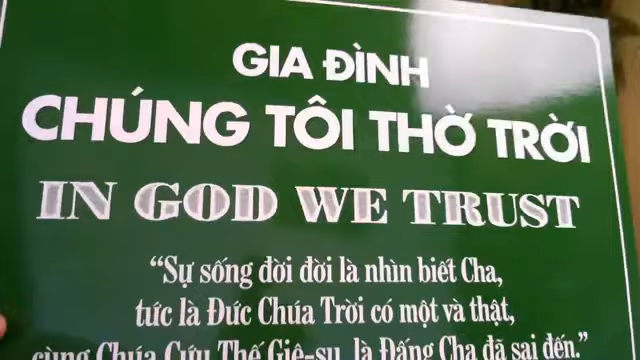 GIA ĐÌNH
CHÚNG TÔI THỜ TRỜI
IN GOD WE TRUST
“Sự sống đời đời là nhìn biết Cha,
tức là Đức Chúa Trời có một và thật,
cùng Chúa Cứu Thế Giê-su, là Đấng Cha đã sai đến.”